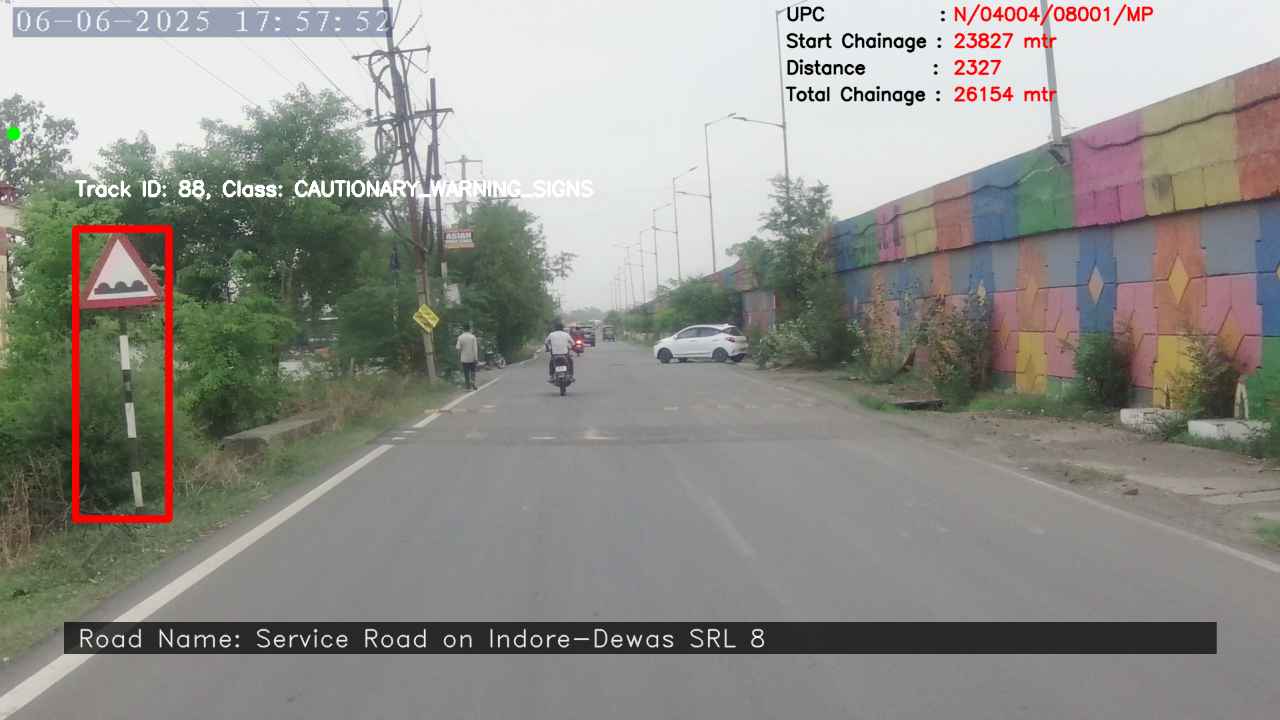 06-06-2025 17:57:52
UPC : N/04004/08001/MP
Start Chainage : 23827 mtr
Distance : 2327
Total Chainage : 26154 mtr
Track ID: 88, Class: CAUTIONARY_WARNING_SIGNS
ASIAN
Road Name: Service Road on Indore-Dewas SRL 8